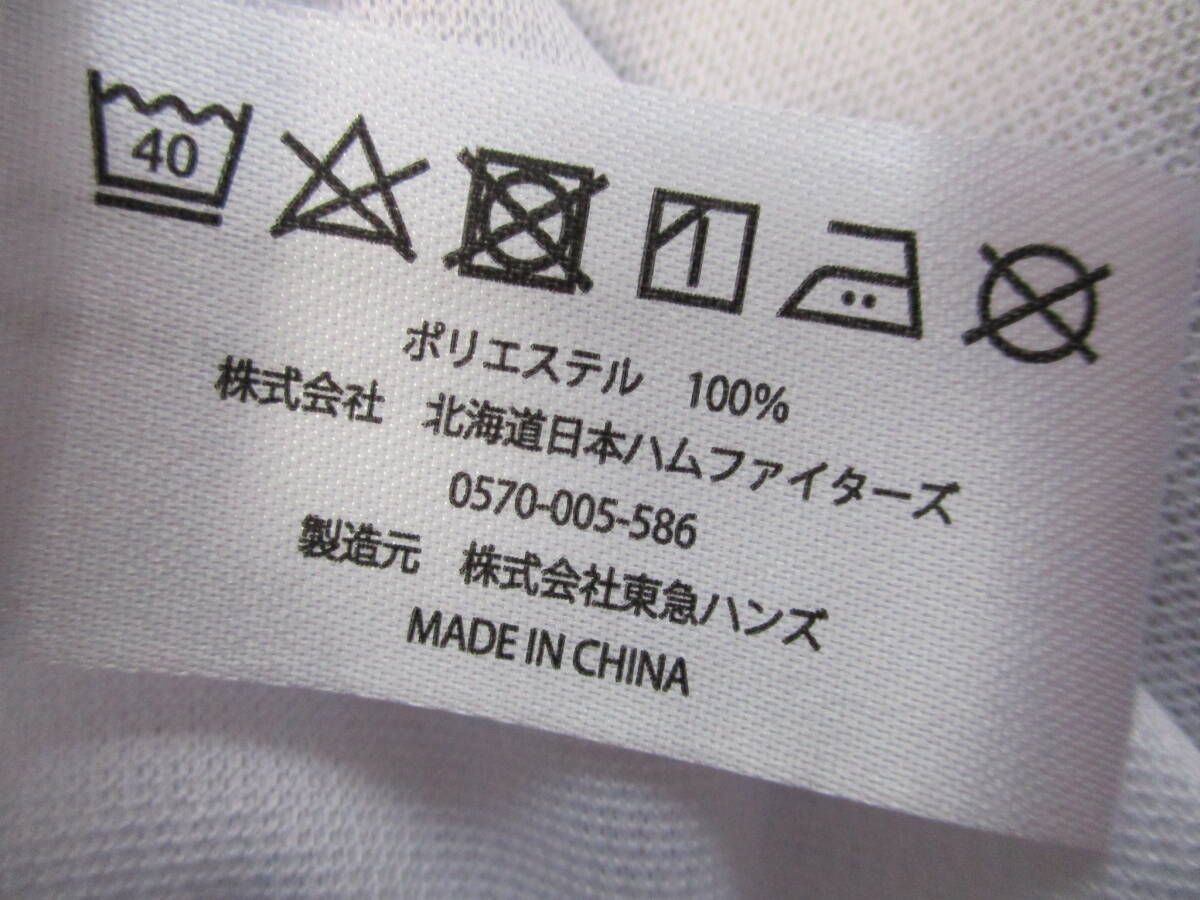 40
ポリエステル 100%
株式会社 北海道日本ハムファイターズ
0570-005-586
製造元 株式会社東急ハンズ
MADE IN CHINA